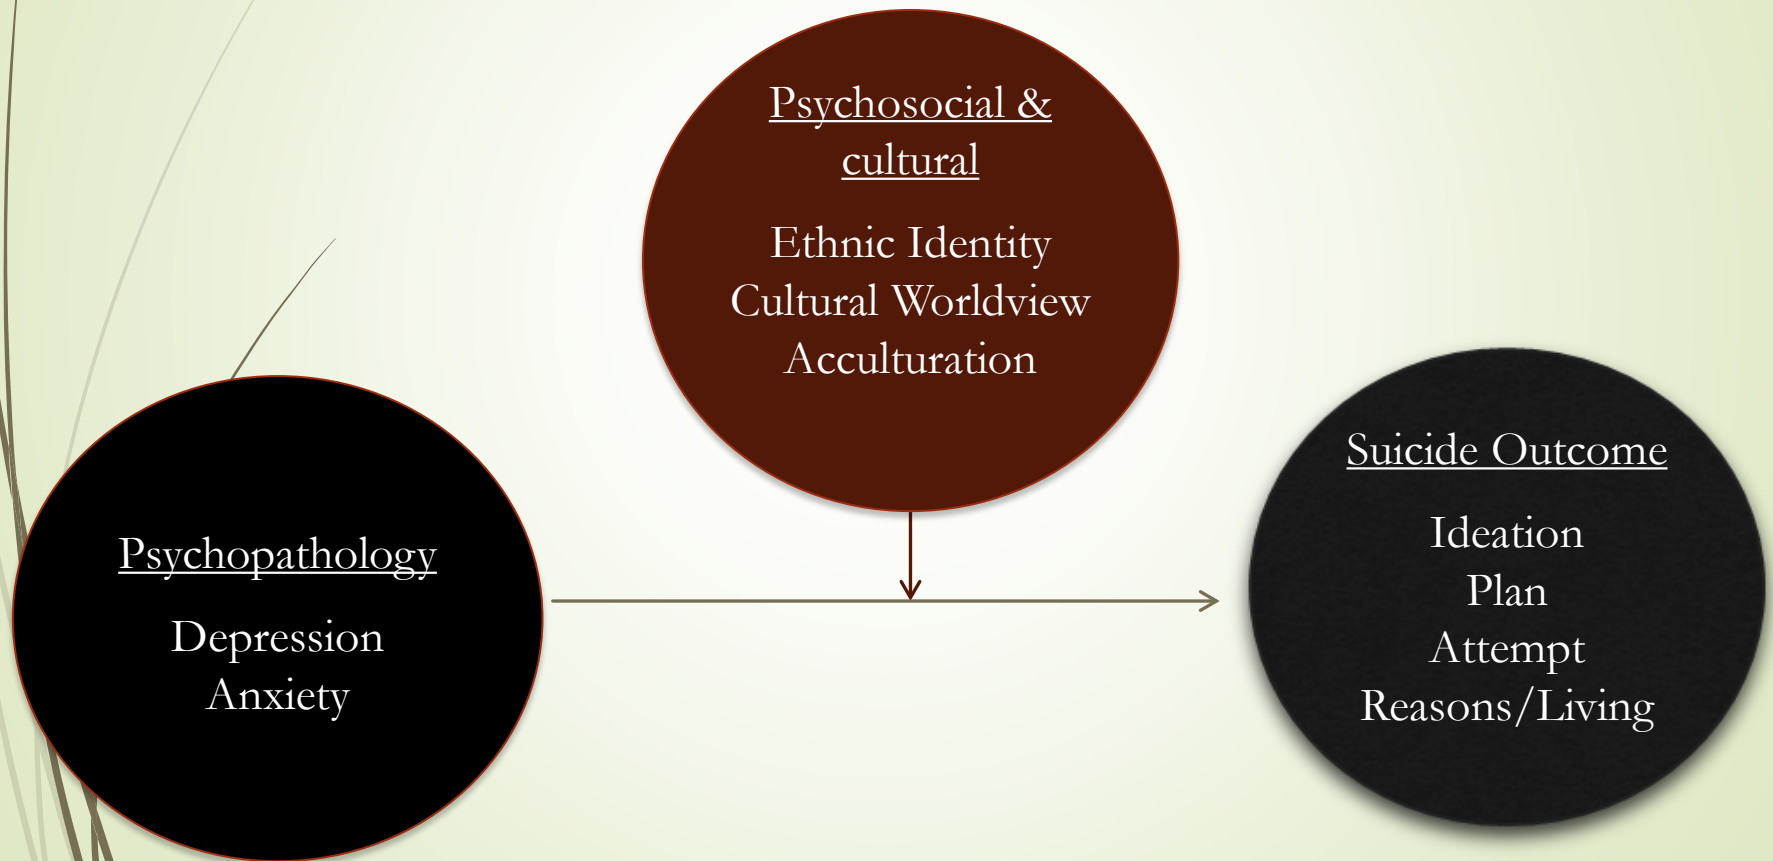 Psychosocial &
cultural
Ethnic Identity
Cultural Worldview
Acculturation
Psychopathology
Depression
Anxiety
Suicide Outcome
Ideation
Plan
Attempt
Reasons/Living